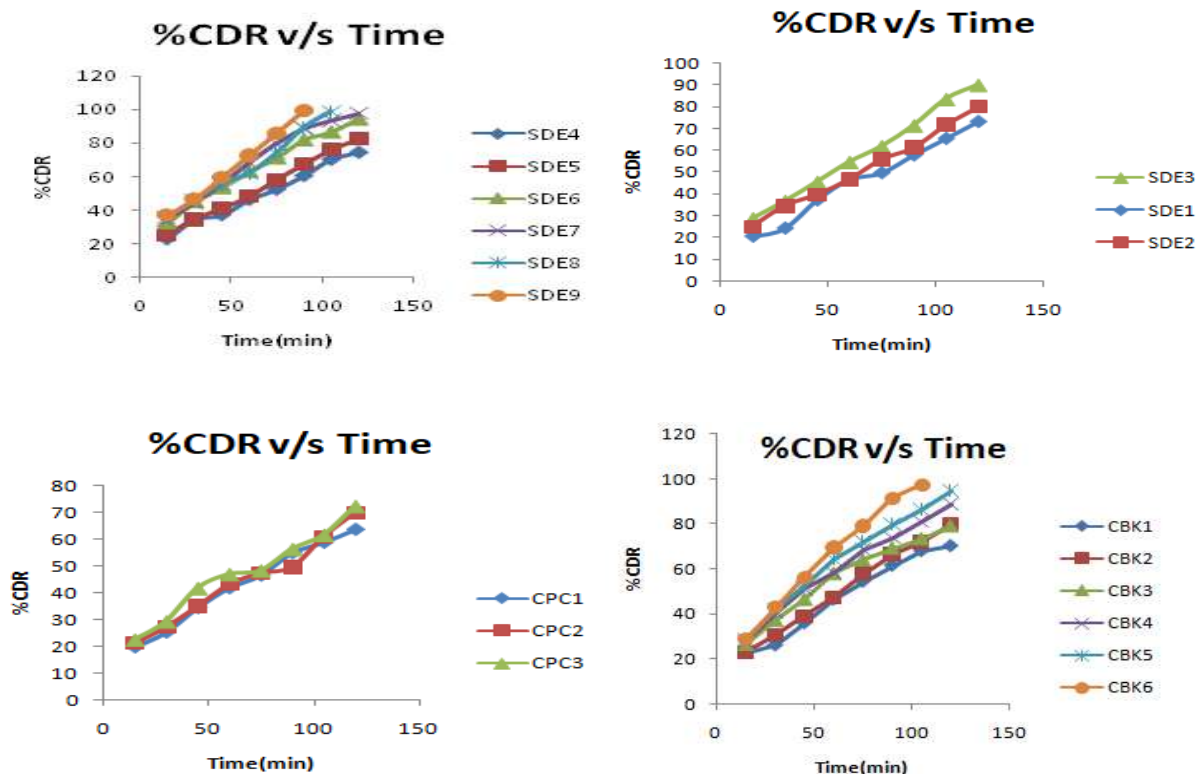 %CDR v/s Time
120
100
80
60
40
20
0
%CDR
0 50 100 150
Time(min)
SDE4
SDE5
SDE6
SDE7
SDE8
SDE9
%CDR v/s Time
100
90
80
70
60
50
40
30
20
10
0
%CDR
0 50 100 150
Time(min)
SDE3
SDE1
SDE2
%CDR v/s Time
80
70
60
50
40
30
20
10
0
%CDR
0 50 100 150
Time(min)
CPC1
CPC2
CPC3
%CDR v/s Time
120
100
80
60
40
20
0
%CDR
0 50 100 150
Time(min)
CBK1
CBK2
CBK3
CBK4
CBK5
CBK6